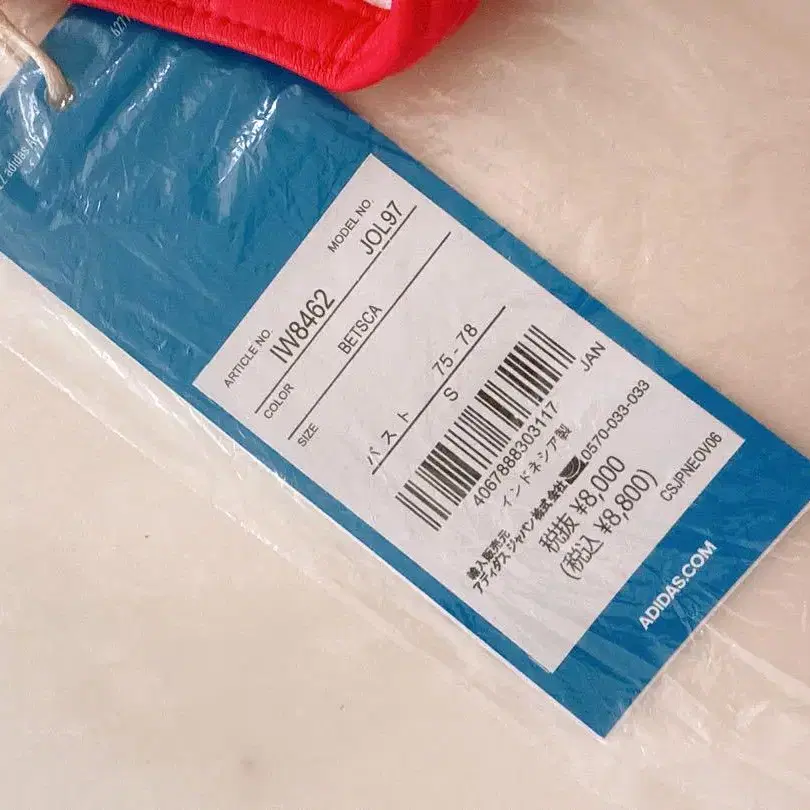 ARTICLE NO.
MODEL NO.
IW8462
JOL97
COLOR
BETSCA
SIZE
バスト 75 - 78
S
JAN
4067888303117
インドネシア製
輸入販売元
アディダス ジャパン株式会社 0570-033-033
税抜 ¥8,000
(税込 ¥8,800)
CSJPNEOV06
ADIDAS.COM
adidas